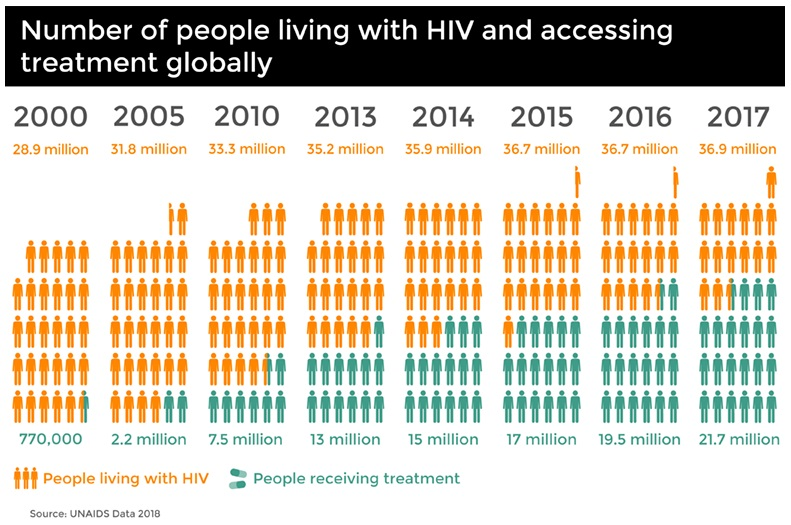 Number of people living with HIV and accessing
treatment globally
2000 2005 2010 2013 2014 2015 2016 2017
28.9 million 31.8 million 33.3 million 35.2 million 35.9 million 36.7 million 36.7 million 36.9 million
770,000 2.2 million 7.5 million 13 million 15 million 17 million 19.5 million 21.7 million
People living with HIV People receiving treatment
Source: UNAIDS Data 2018